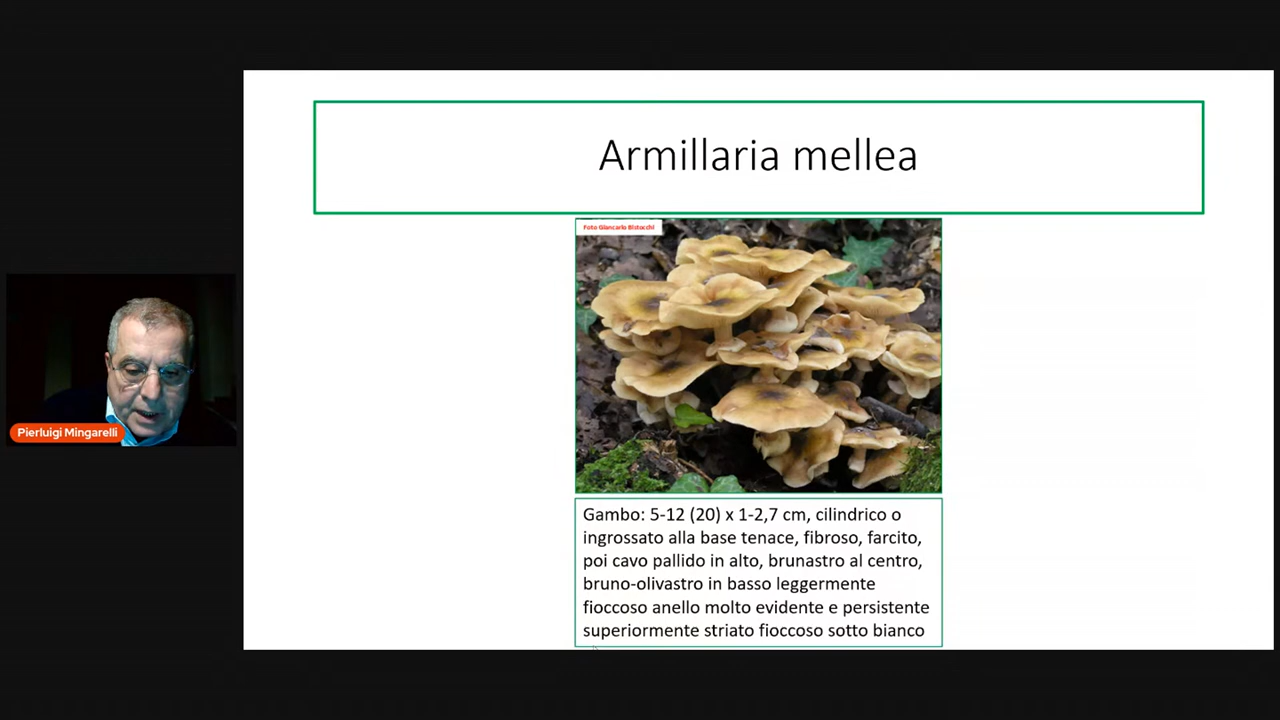 Armillaria mellea
Foto Giancarlo Bistocchi
Pierluigi Mingarelli
Gambo: 5-12 (20) x 1-2,7 cm, cilindrico o
ingrossato alla base tenace, fibroso, farcito,
poi cavo pallido in alto, brunastro al centro,
bruno-olivastro in basso leggermente
fioccoso anello molto evidente e persistente
superiormente striato fioccoso sotto bianco